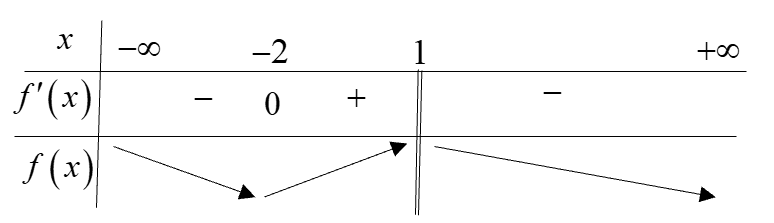 x −∞ −2 1 +∞
f′(x) − 0 + −
f(x)